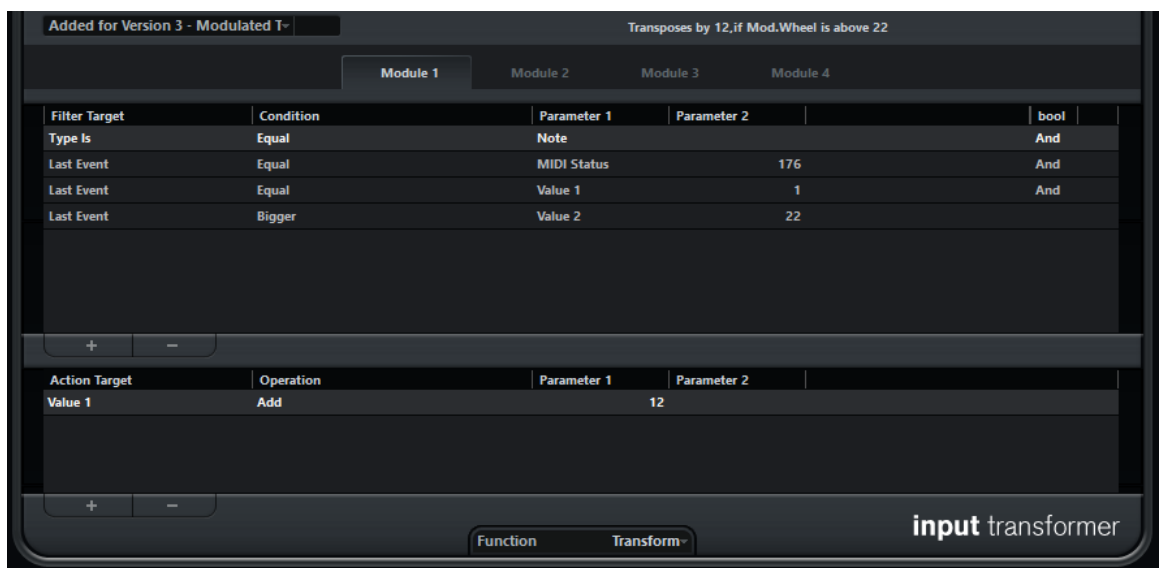 Added for Version 3 - Modulated T
Transposes by 12,if Mod.Wheel is above 22
Module 1 Module 2 Module 3 Module 4
Filter Target Condition Parameter 1 Parameter 2 bool
Type Is Equal Note And
Last Event Equal MIDI Status 176 And
Last Event Equal Value 1 1 And
Last Event Bigger Value 2 22
+ −
Action Target Operation Parameter 1 Parameter 2
Value 1 Add 12
+ −
input transformer
Function Transform